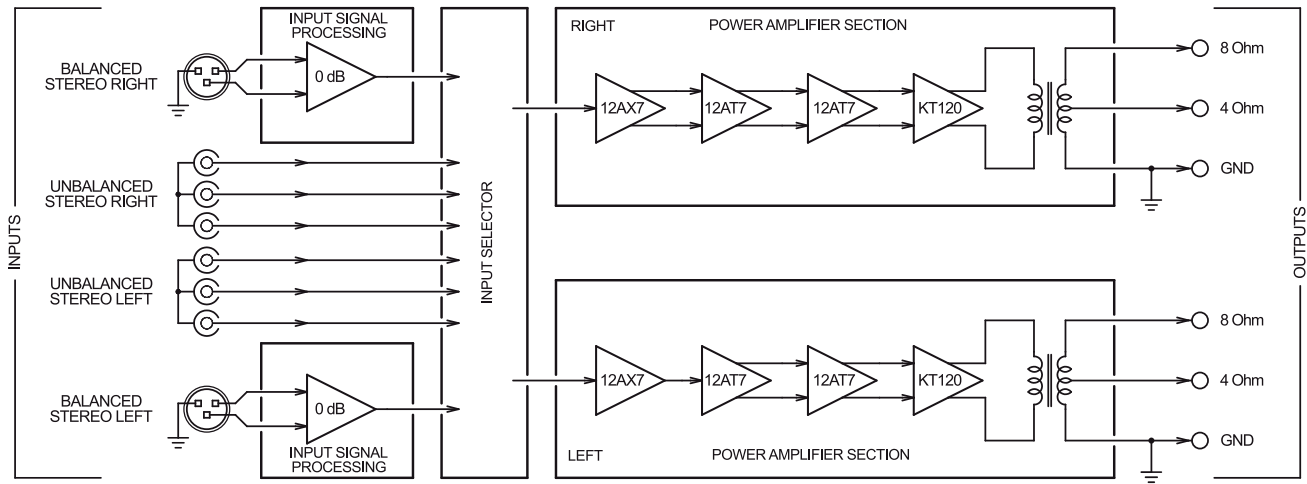 INPUTS
BALANCED
STEREO RIGHT
INPUT SIGNAL
PROCESSING
0 dB
UNBALANCED
STEREO RIGHT
UNBALANCED
STEREO LEFT
BALANCED
STEREO LEFT
0 dB
INPUT SIGNAL
PROCESSING
INPUT SELECTOR
RIGHT
POWER AMPLIFIER SECTION
12AX7
12AT7
12AT7
KT120
8 Ohm
4 Ohm
GND
12AX7
12AT7
12AT7
KT120
LEFT
POWER AMPLIFIER SECTION
8 Ohm
4 Ohm
GND
OUTPUTS